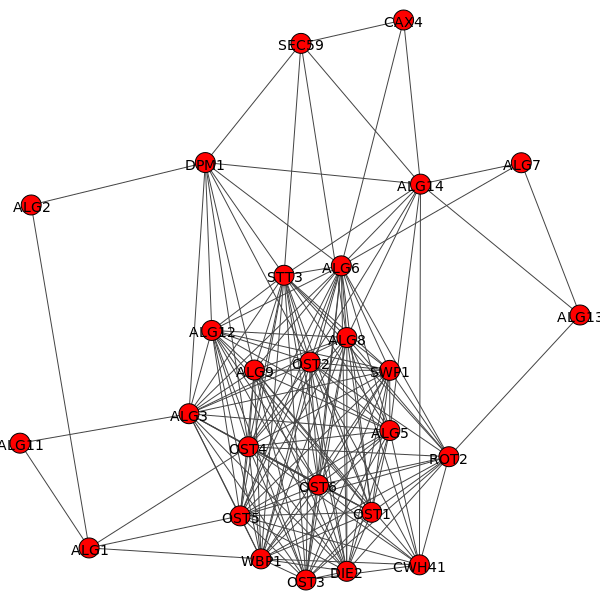 CAX4
SEC59
DPM1
ALG7
ALG14
ALG2
ALG6
STT3
ALG13
ALG12
ALG8
OST2
ALG9
SWP1
ALG3
ALG5
ALG11
OST4
ROT2
OST6
OST5
OST1
ALG1
WBP1
CWH41
DIE2
OST3